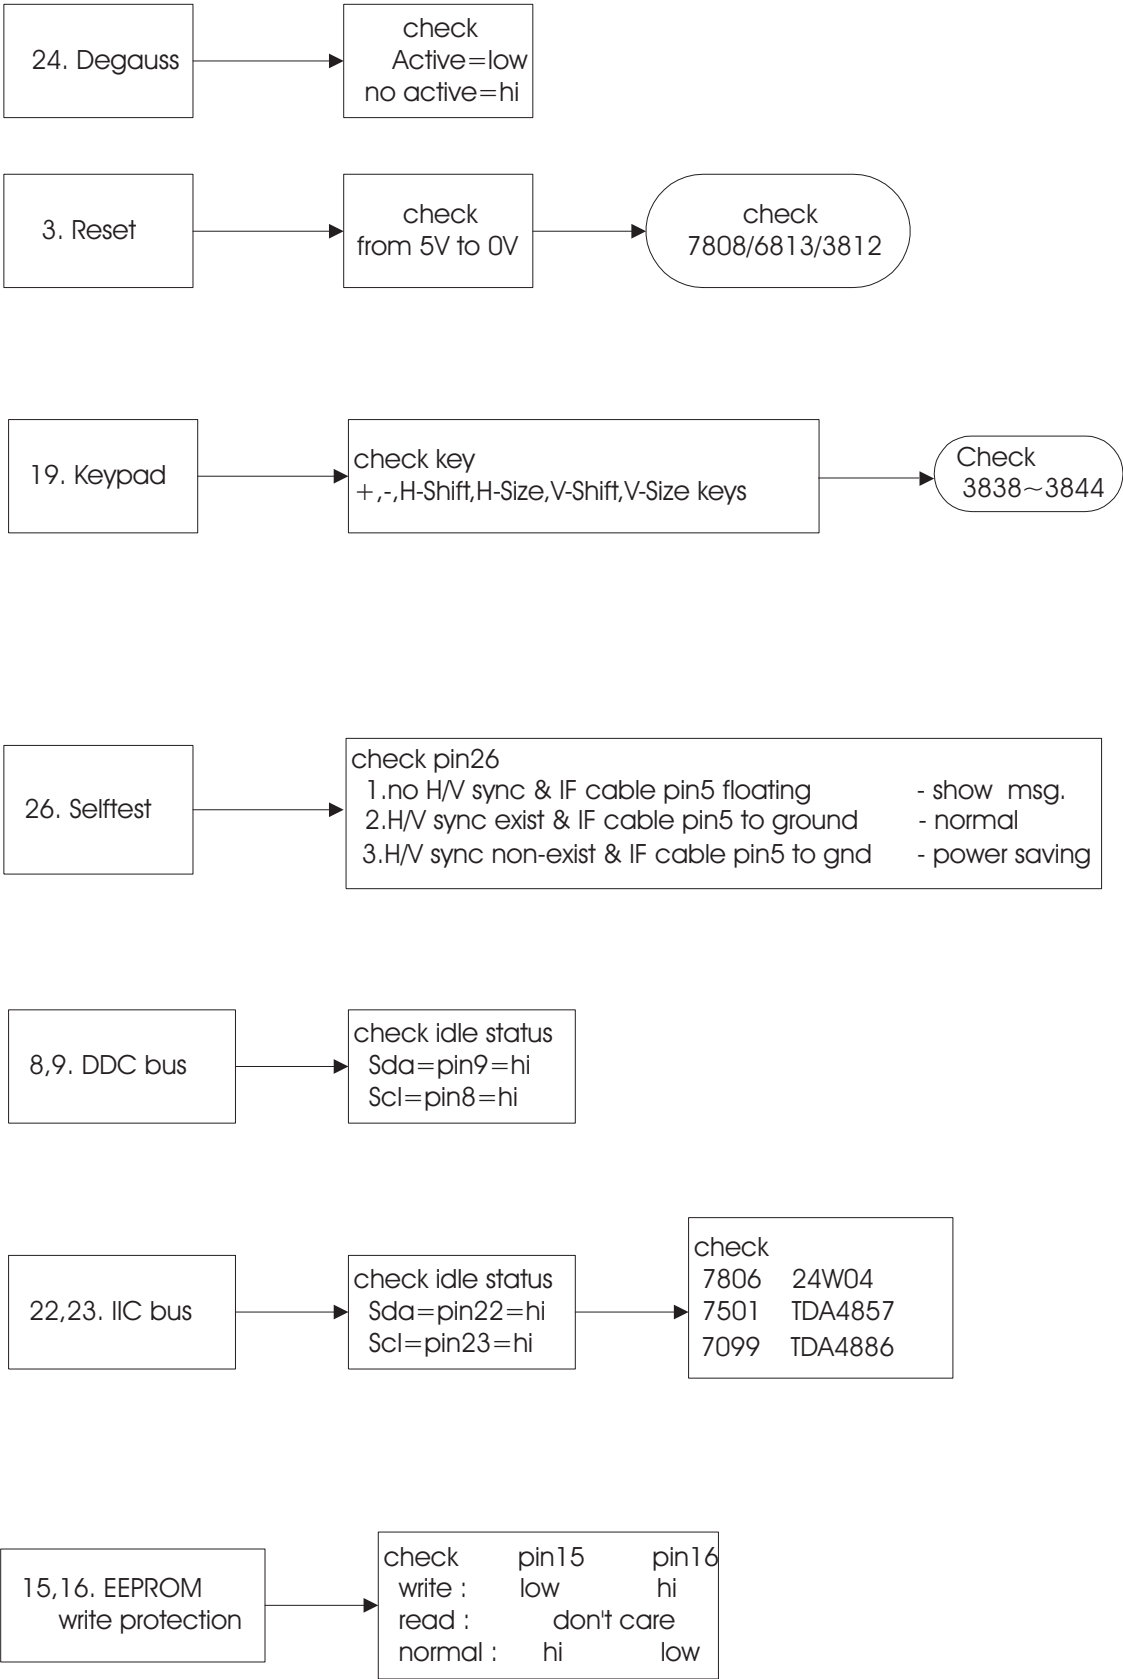 24. Degauss
check
Active=low
no active=hi
3. Reset
check
from 5V to 0V
check
7808/6813/3812
19. Keypad
check key
+,-,H-Shift,H-Size,V-Shift,V-Size keys
Check
3838~3844
26. Selftest
check pin26
1.no H/V sync & IF cable pin5 floating - show msg.
2.H/V sync exist & IF cable pin5 to ground - normal
3.H/V sync non-exist & IF cable pin5 to gnd - power saving
8,9. DDC bus
check idle status
Sda=pin9=hi
Scl=pin8=hi
22,23. IIC bus
check idle status
Sda=pin22=hi
Scl=pin23=hi
check
7806 24W04
7501 TDA4857
7099 TDA4886
15,16. EEPROM
write protection
check pin15 pin16
write : low hi
read : don't care
normal : hi low